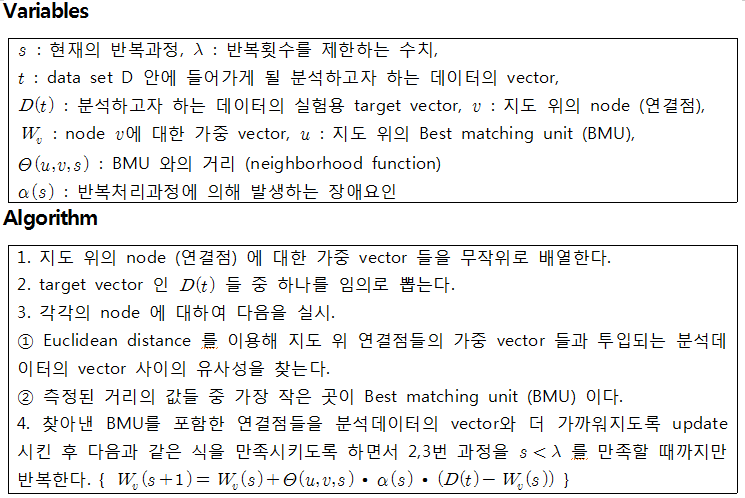 Variables
s : 현재의 반복과정, λ : 반복횟수를 제한하는 수치,
t : data set D 안에 들어가게 될 분석하고자 하는 데이터의 vector,
D(t) : 분석하고자 하는 데이터의 실험용 target vector, v : 지도 위의 node (연결점),
W_v : node v에 대한 가중 vector, u : 지도 위의 Best matching unit (BMU),
Θ(u,v,s) : BMU 와의 거리 (neighborhood function)
α(s) : 반복처리과정에 의해 발생하는 장애요인
Algorithm
1. 지도 위의 node (연결점) 에 대한 가중 vector 들을 무작위로 배열한다.
2. target vector 인 D(t) 들 중 하나를 임의로 뽑는다.
3. 각각의 node 에 대하여 다음을 실시.
① Euclidean distance 를 이용해 지도 위 연결점들의 가중 vector 들과 투입되는 분석데
이터의 vector 사이의 유사성을 찾는다.
② 측정된 거리의 값들 중 가장 작은 곳이 Best matching unit (BMU) 이다.
4. 찾아낸 BMU를 포함한 연결점들을 분석데이터의 vector와 더 가까워지도록 update
시킨 후 다음과 같은 식을 만족시키도록 하면서 2,3번 과정을 s < λ 를 만족할 때까지만
반복한다. { W_v(s+1) = W_v(s) + Θ(u,v,s) • α(s) • (D(t) − W_v(s)) }